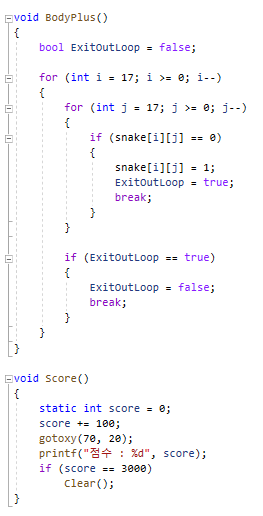 void BodyPlus()
{
    bool ExitOutLoop = false;

    for (int i = 17; i >= 0; i--)
    {
        for (int j = 17; j >= 0; j--)
        {
            if (snake[i][j] == 0)
            {
                snake[i][j] = 1;
                ExitOutLoop = true;
                break;
            }
        }

        if (ExitOutLoop == true)
        {
            ExitOutLoop = false;
            break;
        }
    }
}

void Score()
{
    static int score = 0;
    score += 100;
    gotoxy(70, 20);
    printf("점수 : %d", score);
    if (score == 3000)
        Clear();
}